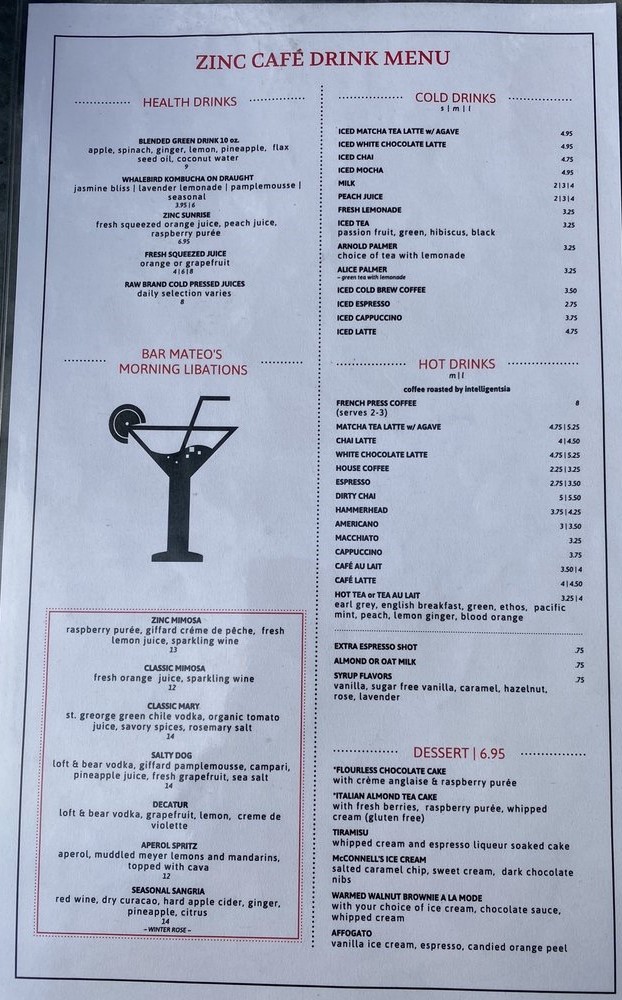 ZINC CAFÉ DRINK MENU
HEALTH DRINKS
BLENDED GREEN DRINK 10 oz.
apple, spinach, ginger, lemon, pineapple, flax
seed oil, coconut water
9
WHALEBIRD KOMBUCHA ON DRAUGHT
jasmine bliss | lavender lemonade | pamplemousse |
seasonal
3.95 | 6
ZINC SUNRISE
fresh squeezed orange juice, peach juice,
raspberry purée
6.95
FRESH SQUEEZED JUICE
orange or grapefruit
4 | 6 | 8
RAW BRAND COLD PRESSED JUICES
daily selection varies
8
BAR MATEO'S
MORNING LIBATIONS
ZINC MIMOSA
raspberry purée, giffard créme de pêche, fresh
lemon juice, sparkling wine
13
CLASSIC MIMOSA
fresh orange juice, sparkling wine
12
CLASSIC MARY
st. greorge green chile vodka, organic tomato
juice, savory spices, rosemary salt
14
SALTY DOG
loft & bear vodka, giffard pamplemousse, campari,
pineapple juice, fresh grapefruit, sea salt
14
DECATUR
loft & bear vodka, grapefruit, lemon, creme de
violette
APEROL SPRITZ
aperol, muddled meyer lemons and mandarins,
topped with cava
12
SEASONAL SANGRIA
red wine, dry curacao, hard apple cider, ginger,
pineapple, citrus
14
~ WINTER ROSE ~
COLD DRINKS
s | m | l
ICED MATCHA TEA LATTE w/ AGAVE 4.95
ICED WHITE CHOCOLATE LATTE 4.95
ICED CHAI 4.75
ICED MOCHA 4.95
MILK 2 | 3 | 4
PEACH JUICE 2 | 3 | 4
FRESH LEMONADE 3.25
ICED TEA 3.25
passion fruit, green, hibiscus, black
ARNOLD PALMER 3.25
choice of tea with lemonade
ALICE PALMER 3.25
~ green tea with lemonade
ICED COLD BREW COFFEE 3.50
ICED ESPRESSO 2.75
ICED CAPPUCCINO 3.75
ICED LATTE 4.75
HOT DRINKS
m | l
coffee roasted by intelligentsia
FRENCH PRESS COFFEE 8
(serves 2-3)
MATCHA TEA LATTE w/ AGAVE 4.75 | 5.25
CHAI LATTE 4 | 4.50
WHITE CHOCOLATE LATTE 4.75 | 5.25
HOUSE COFFEE 2.25 | 3.25
ESPRESSO 2.75 | 3.50
DIRTY CHAI 5 | 5.50
HAMMERHEAD 3.75 | 4.25
AMERICANO 3 | 3.50
MACCHIATO 3.25
CAPPUCCINO 3.75
CAFÉ AU LAIT 3.50 | 4
CAFÉ LATTE 4 | 4.50
HOT TEA or TEA AU LAIT 3.25 | 4
earl grey, english breakfast, green, ethos, pacific
mint, peach, lemon ginger, blood orange
EXTRA ESPRESSO SHOT .75
ALMOND OR OAT MILK .75
SYRUP FLAVORS .75
vanilla, sugar free vanilla, caramel, hazelnut,
rose, lavender
DESSERT | 6.95
*FLOURLESS CHOCOLATE CAKE
with crème anglaise & raspberry purée
*ITALIAN ALMOND TEA CAKE
with fresh berries, raspberry purée, whipped
cream (gluten free)
TIRAMISU
whipped cream and espresso liqueur soaked cake
McCONNELL'S ICE CREAM
salted caramel chip, sweet cream, dark chocolate
nibs
WARMED WALNUT BROWNIE A LA MODE
with your choice of ice cream, chocolate sauce,
whipped cream
AFFOGATO
vanilla ice cream, espresso, candied orange peel